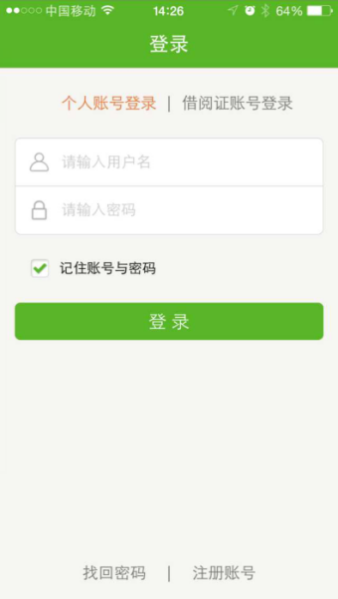 中国移动 14:26 64%
登录
个人账号登录 | 借阅证账号登录
请输入用户名
请输入密码
记住账号与密码
登录
找回密码 | 注册账号